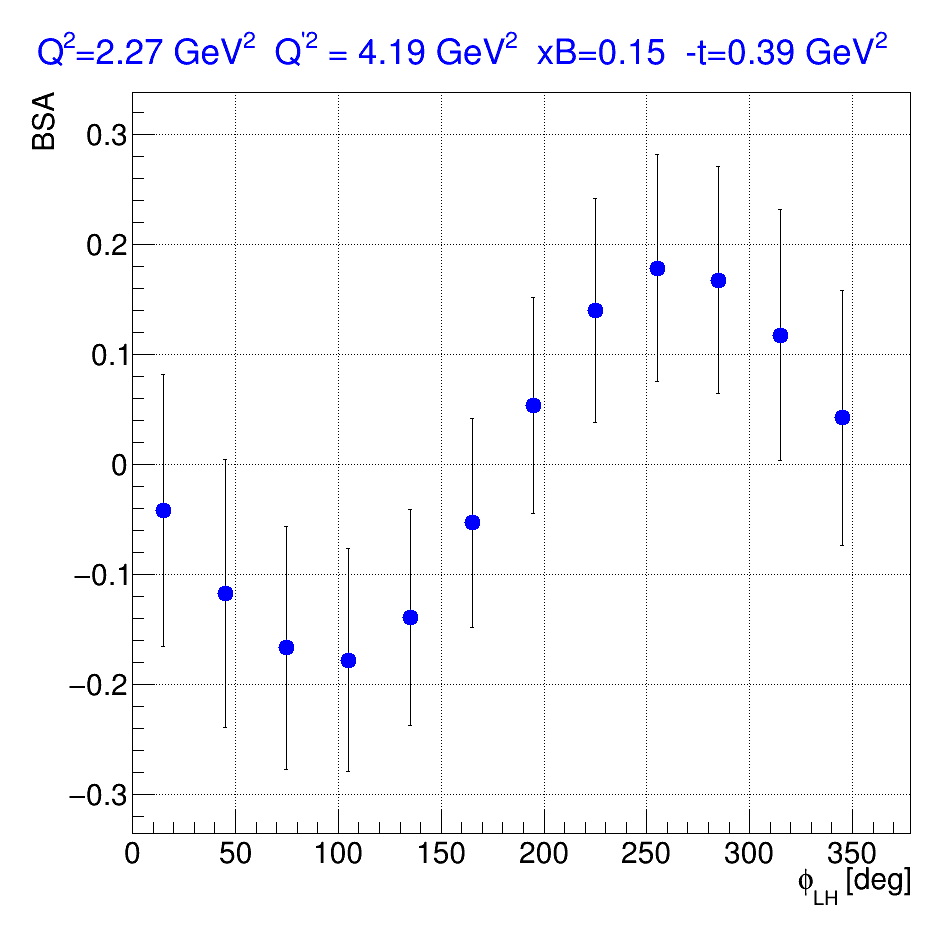 Q²=2.27 GeV² Q'² = 4.19 GeV² xB=0.15 -t=0.39 GeV²
BSA
0.3
0.2
0.1
0
−0.1
−0.2
−0.3
0 50 100 150 200 250 300 350
ϕLH [deg]